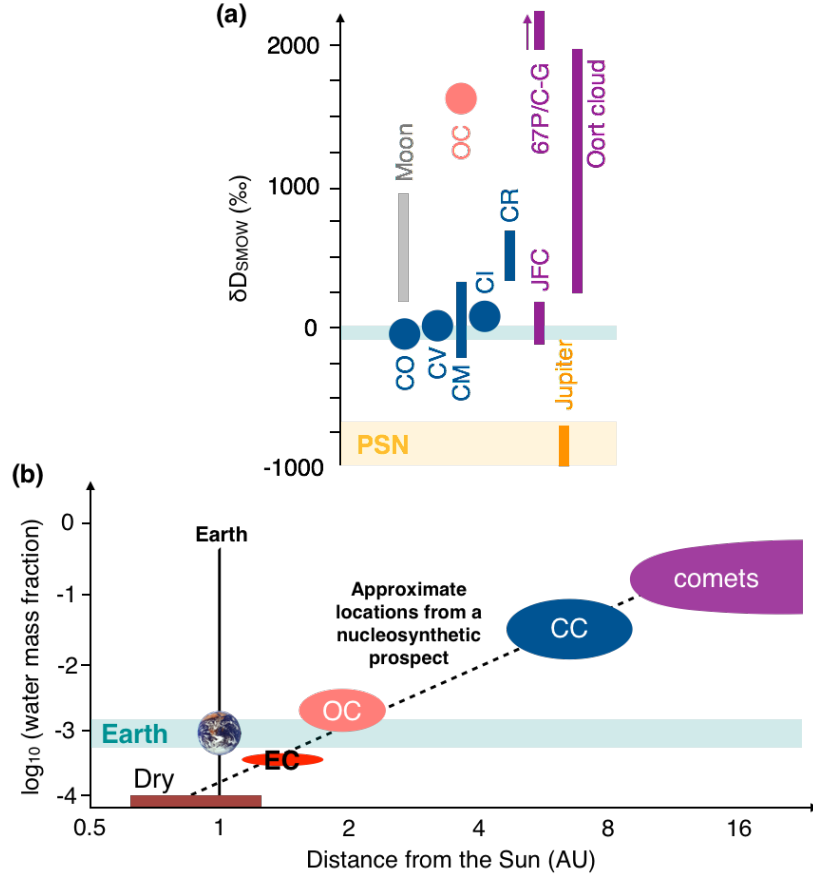 (a)
2000
1000
0
-1000
δD_SMOW (‰)
Moon
OC
67P/C-G
Oort cloud
CR
CI
JFC
CO
CV
CM
Jupiter
PSN
(b)
0
-1
-2
-3
-4
log₁₀ (water mass fraction)
Earth
Approximate
locations from a
nucleosynthetic
prospect
comets
CC
OC
Earth
EC
Dry
0.5 1 2 4 8 16
Distance from the Sun (AU)